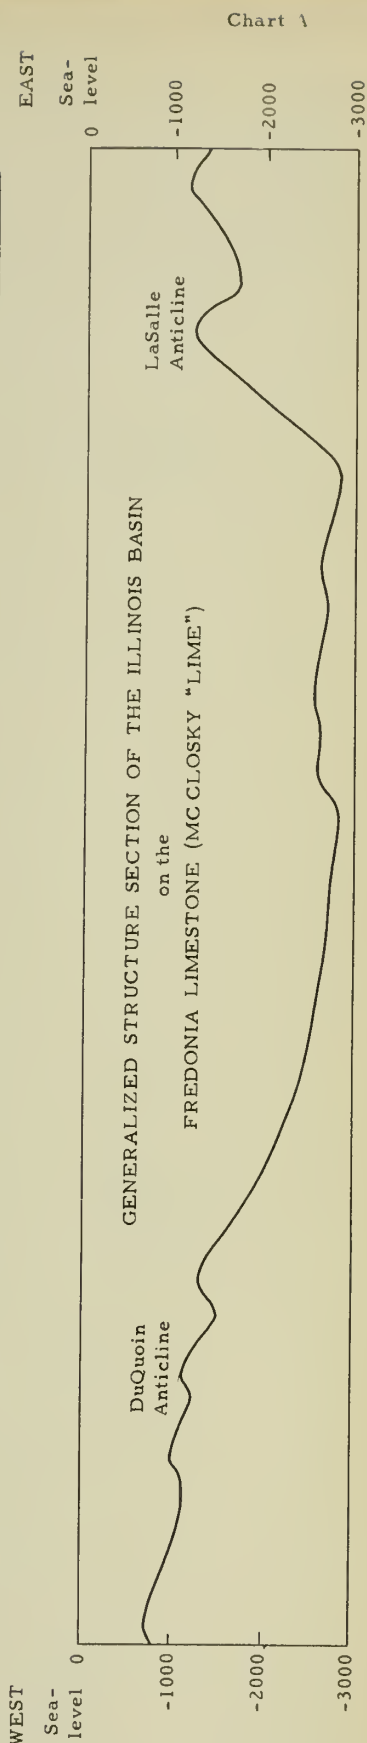 Chart 1
WEST
EAST
Sea-
level
Sea-
level
0
-1000
-2000
-3000
0
-1000
-2000
-3000
DuQuoin
Anticline
LaSalle
Anticline
GENERALIZED STRUCTURE SECTION OF THE ILLINOIS BASIN
on the
FREDONIA LIMESTONE (MC CLOSKY "LIME")